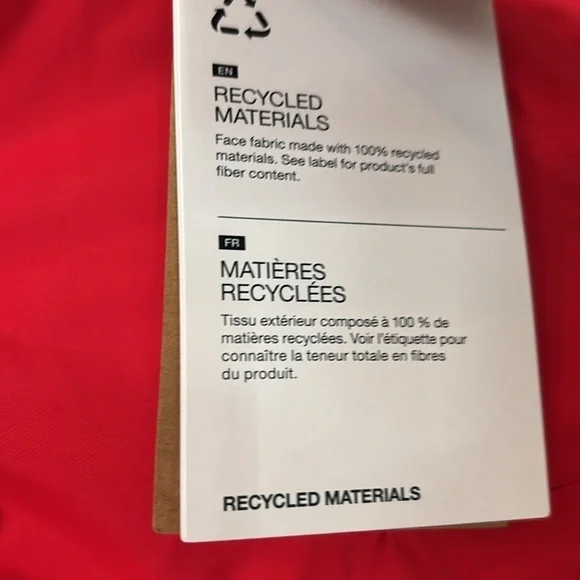 EN
RECYCLED
MATERIALS
Face fabric made with 100% recycled
materials. See label for product's full
fiber content.
FR
MATIÈRES
RECYCLÉES
Tissu extérieur composé à 100 % de
matières recyclées. Voir l'étiquette pour
connaître la teneur totale en fibres
du produit.
RECYCLED MATERIALS